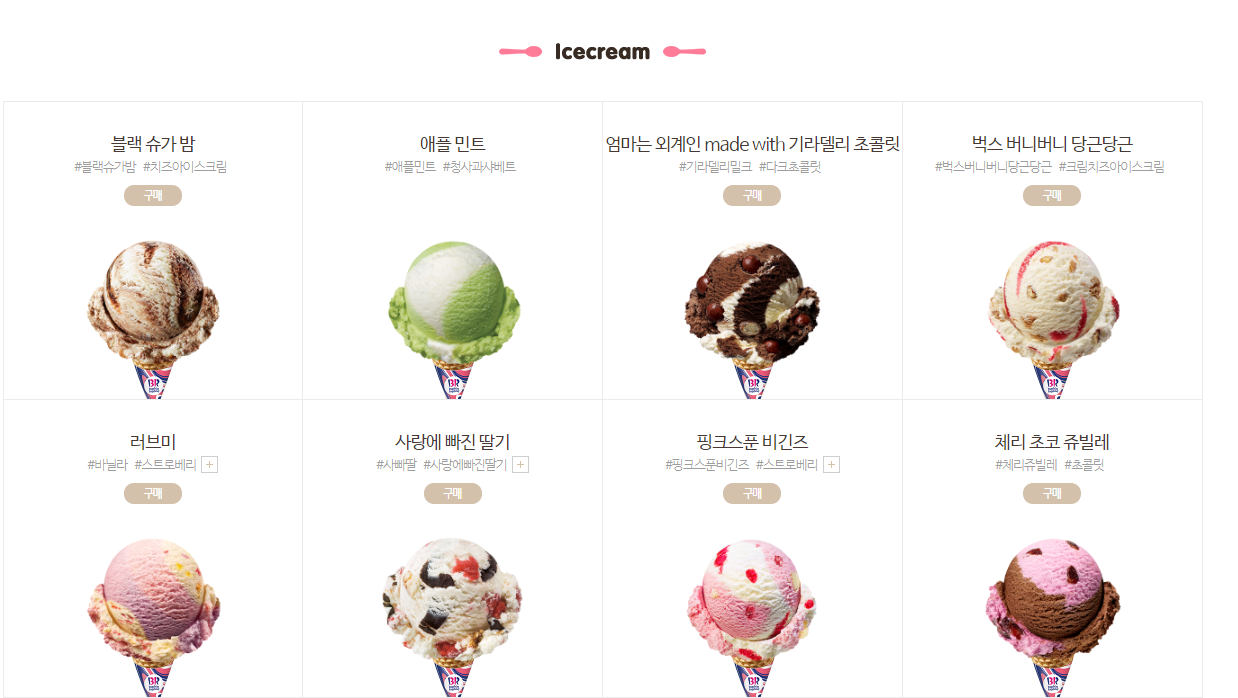 Icecream
블랙 슈가 밤
#블랙슈가밤 #치즈아이스크림
구매
애플 민트
#애플민트 #청사과샤베트
엄마는 외계인 made with 기라델리 초콜릿
#기라델리밀크 #다크초콜릿
구매
벅스 버니버니 당근당근
#벅스버니버니당근당근 #크림치즈아이스크림
구매
BR
BR
BR
BR
러브미
#바닐라 #스트로베리 +
구매
사랑에 빠진 딸기
#사빠딸 #사랑에빠진딸기 +
구매
핑크스푼 비긴즈
#핑크스푼비긴즈 #스트로베리 +
구매
체리 초코 쥬빌레
#체리쥬빌레 #초콜릿
구매
BR
BR
BR
BR